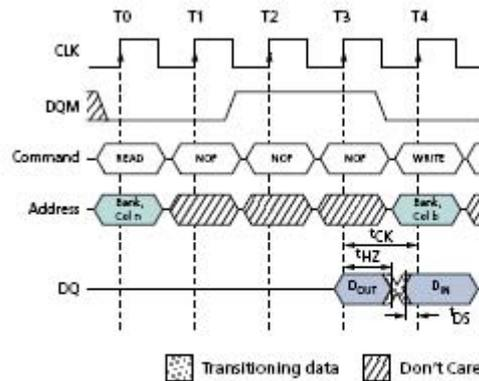 T0 T1 T2 T3 T4
CLK
DQM
Command READ NOP NOP NOP WRITE
Address Bank, Col n Bank, Col b
tCK
tHZ
DQ DOUT DIN
tDS
Transitioning data Don't Care